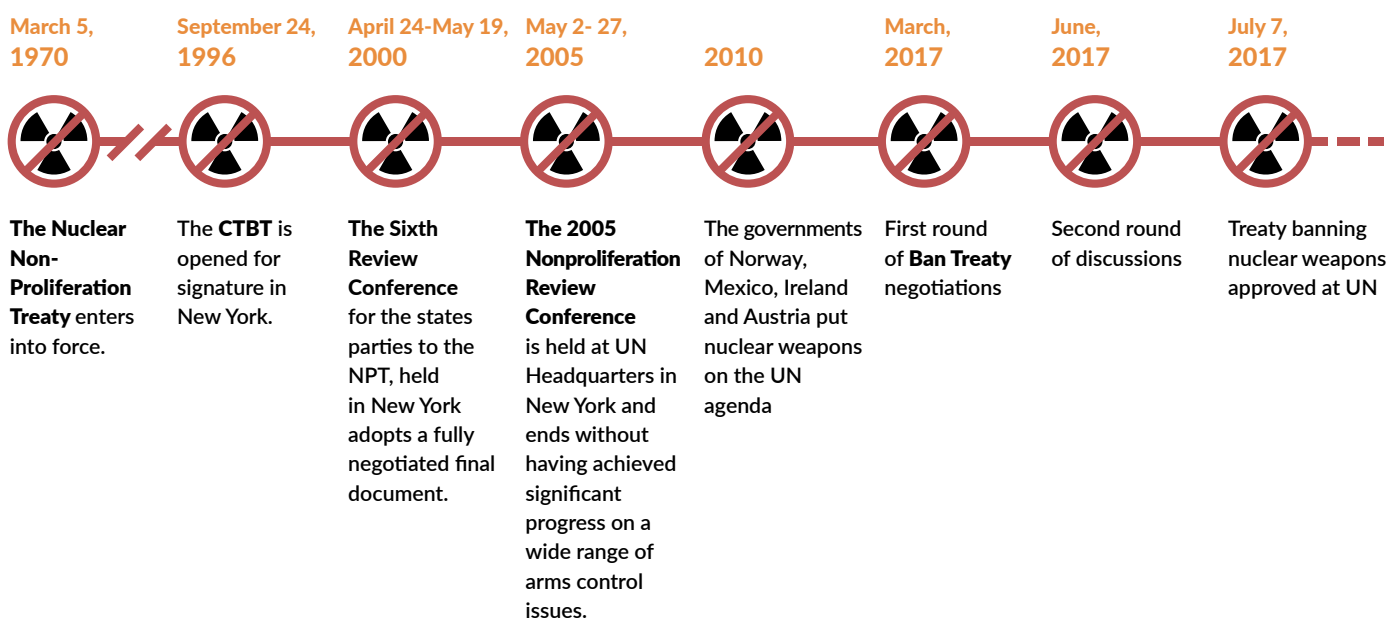 March 5,
1970
The Nuclear
Non-
Proliferation
Treaty enters
into force.
September 24,
1996
The CTBT is
opened for
signature in
New York.
April 24-May 19,
2000
The Sixth
Review
Conference
for the states
parties to the
NPT, held
in New York
adopts a fully
negotiated final
document.
May 2- 27,
2005
The 2005
Nonproliferation
Review
Conference
is held at UN
Headquarters in
New York and
ends without
having achieved
significant
progress on a
wide range of
arms control
issues.
2010
The governments
of Norway,
Mexico, Ireland
and Austria put
nuclear weapons
on the UN
agenda
March,
2017
First round
of Ban Treaty
negotiations
June,
2017
Second round
of discussions
July 7,
2017
Treaty banning
nuclear weapons
approved at UN